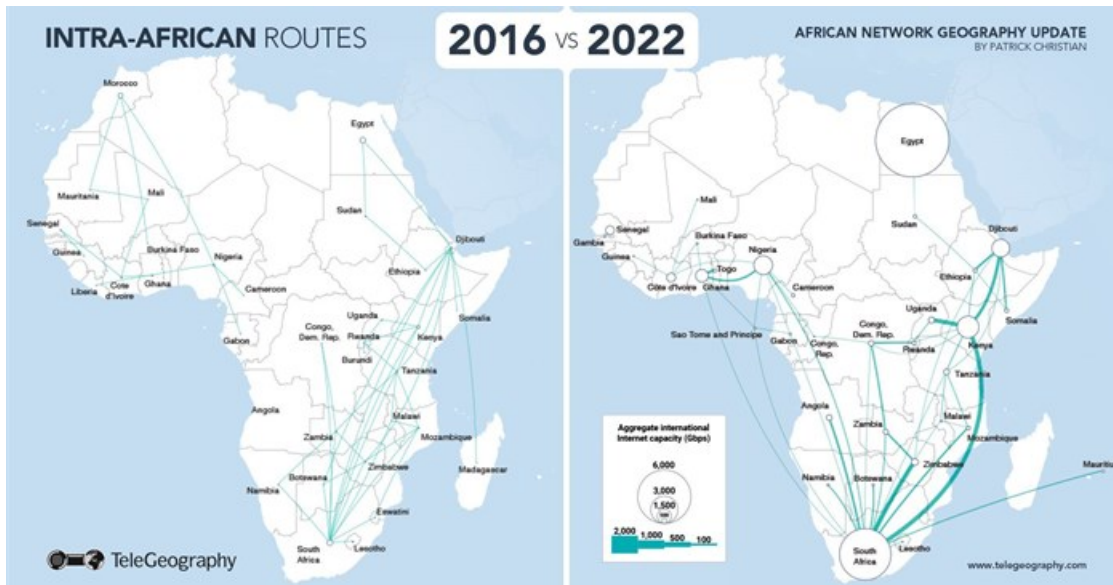 INTRA-AFRICAN ROUTES
2016 VS 2022
AFRICAN NETWORK GEOGRAPHY UPDATE
BY PATRICK CHRISTIAN
Morocco
Egypt
Mauritania
Mali
Sudan
Senegal
Djibouti
Guinea
Burkina Faso
Nigeria
Ethiopia
Liberia
Cote
d'Ivoire
Ghana
Cameroon
Somalia
Uganda
Gabon
Congo,
Dem. Rep.
Rwanda
Kenya
Burundi
Tanzania
Angola
Malawi
Zambia
Mozambique
Zimbabwe
Madagascar
Botswana
Namibia
Eswatini
South
Africa
Lesotho
TeleGeography
Egypt
Mali
Sudan
Senegal
Gambia
Burkina Faso
Djibouti
Guinea
Nigeria
Togo
Ethiopia
Côte d'Ivoire
Ghana
Cameroon
Uganda
Somalia
Sao Tome and Principe
Gabon
Congo,
Rep.
Congo,
Dem. Rep.
Rwanda
Kenya
Tanzania
Angola
Malawi
Zambia
Mozambique
Zimbabwe
Namibia
Botswana
Mauritiu
South
Africa
Lesotho
Aggregate international
Internet capacity (Gbps)
6,000
3,000
1,500
2,000
1,000
500
100
www.telegeography.com